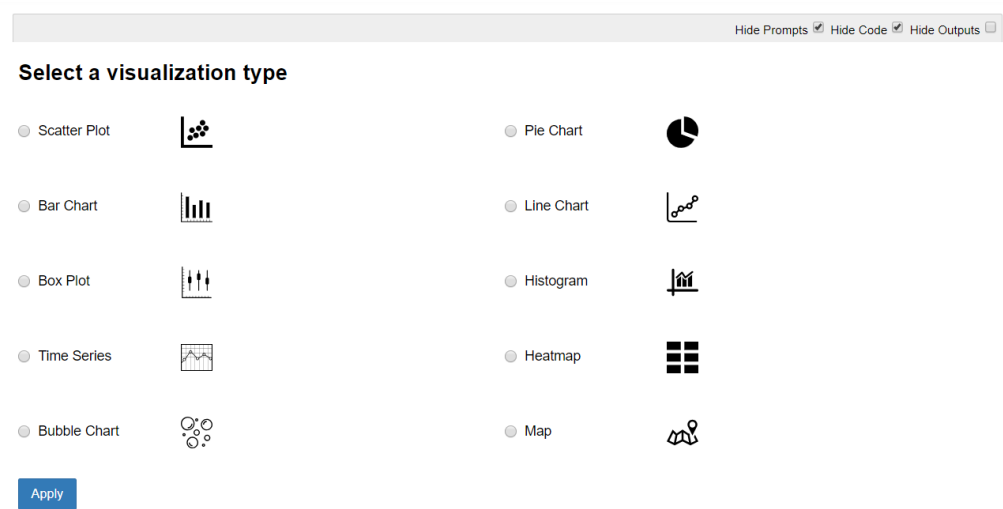 Hide Prompts Hide Code Hide Outputs
Select a visualization type
Scatter Plot Pie Chart
Bar Chart Line Chart
Box Plot Histogram
Time Series Heatmap
Bubble Chart Map
Apply